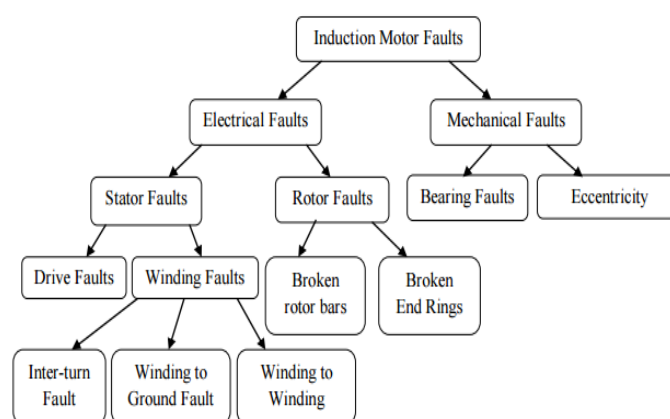 Induction Motor Faults
Electrical Faults
Mechanical Faults
Stator Faults
Rotor Faults
Bearing Faults
Eccentricity
Drive Faults
Winding Faults
Broken
rotor bars
Broken
End Rings
Inter-turn
Fault
Winding to
Ground Fault
Winding to
Winding